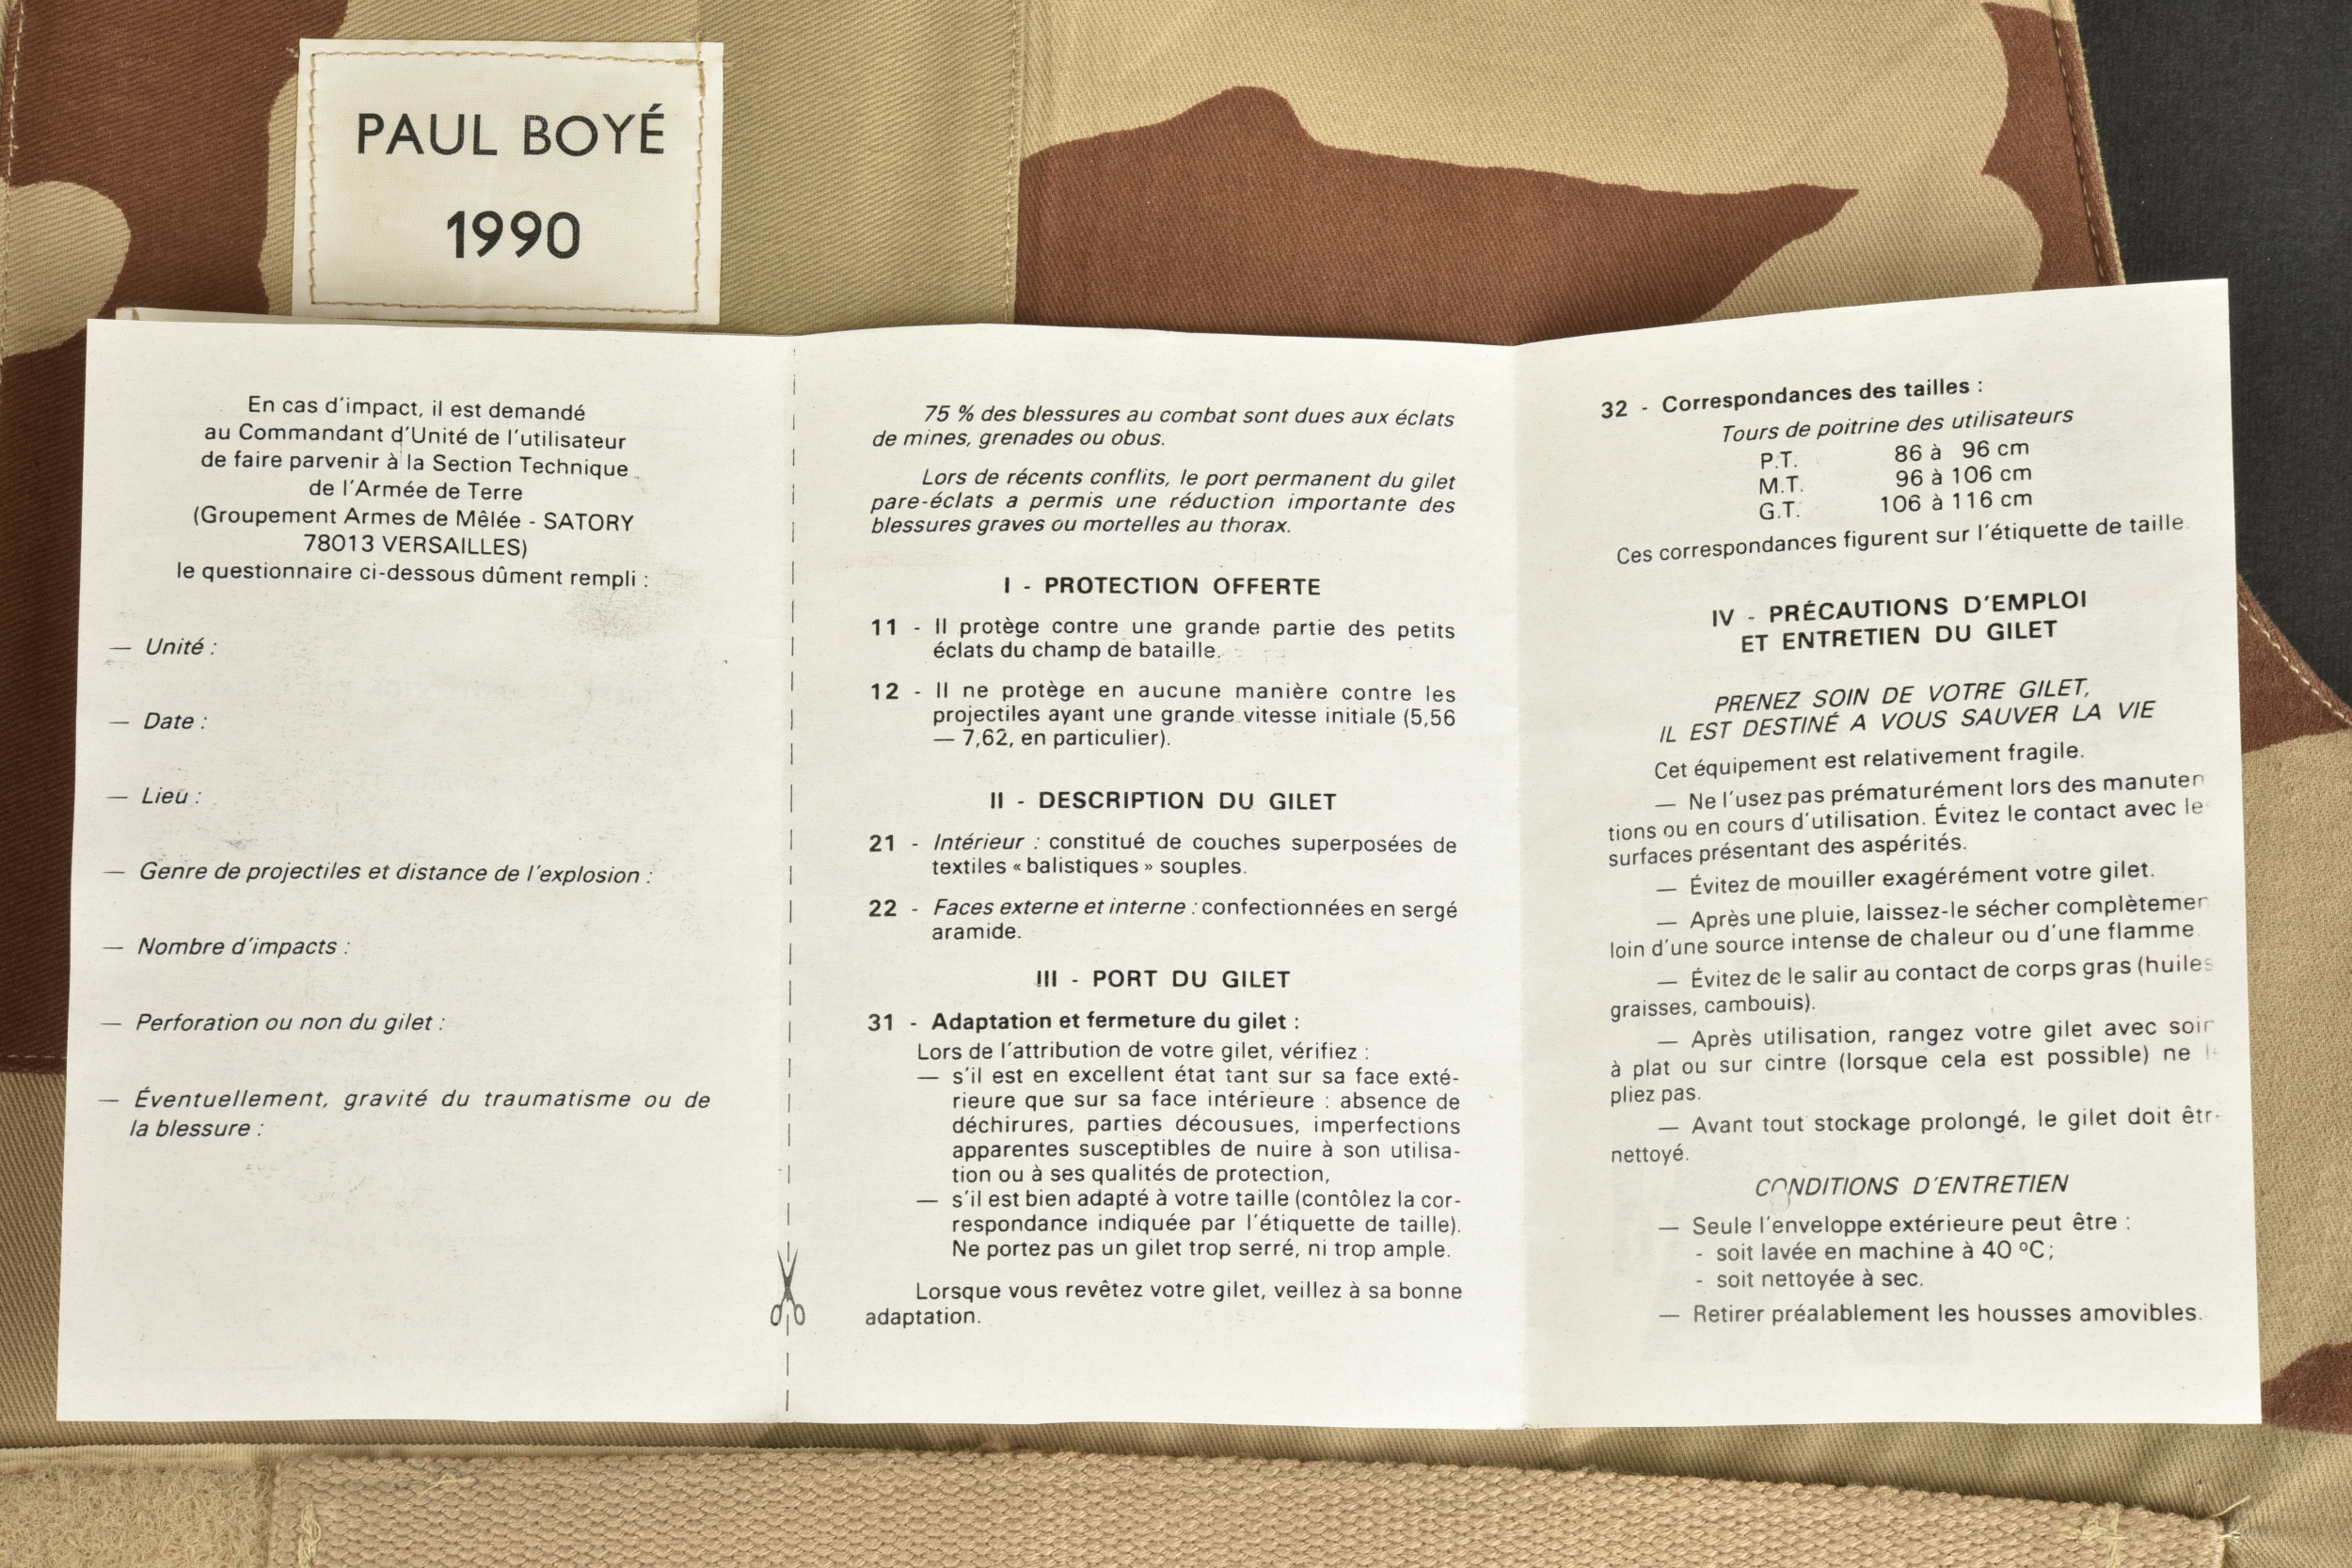 PAUL BOYÉ
1990
En cas d'impact, il est demandé
au Commandant d'Unité de l'utilisateur
de faire parvenir à la Section Technique
de l'Armée de Terre
(Groupement Armes de Mêlée - SATORY
78013 VERSAILLES)
le questionnaire ci-dessous dûment rempli :
— Unité :
— Date :
— Lieu :
— Genre de projectiles et distance de l'explosion :
— Nombre d'impacts :
— Perforation ou non du gilet :
— Éventuellement, gravité du traumatisme ou de
la blessure :
75 % des blessures au combat sont dues aux éclats
de mines, grenades ou obus.
Lors de récents conflits, le port permanent du gilet
pare-éclats a permis une réduction importante des
blessures graves ou mortelles au thorax.
I - PROTECTION OFFERTE
11 - Il protège contre une grande partie des petits
éclats du champ de bataille.
12 - Il ne protège en aucune manière contre les
projectiles ayant une grande vitesse initiale (5,56
— 7,62, en particulier).
II - DESCRIPTION DU GILET
21 - Intérieur : constitué de couches superposées de
textiles « balistiques » souples.
22 - Faces externe et interne : confectionnées en sergé
aramide.
III - PORT DU GILET
31 - Adaptation et fermeture du gilet :
Lors de l'attribution de votre gilet, vérifiez :
— s'il est en excellent état tant sur sa face exté-
rieure que sur sa face intérieure : absence de
déchirures, parties décousues, imperfections
apparentes susceptibles de nuire à son utilisa-
tion ou à ses qualités de protection,
— s'il est bien adapté à votre taille (contôlez la cor-
respondance indiquée par l'étiquette de taille).
Ne portez pas un gilet trop serré, ni trop ample.
Lorsque vous revêtez votre gilet, veillez à sa bonne
adaptation.
32 - Correspondances des tailles :
Tours de poitrine des utilisateurs
P.T. 86 à 96 cm
M.T. 96 à 106 cm
G.T. 106 à 116 cm
Ces correspondances figurent sur l'étiquette de taille.
IV - PRÉCAUTIONS D'EMPLOI
ET ENTRETIEN DU GILET
PRENEZ SOIN DE VOTRE GILET,
IL EST DESTINÉ A VOUS SAUVER LA VIE
Cet équipement est relativement fragile.
— Ne l'usez pas prématurément lors des manuten
tions ou en cours d'utilisation. Évitez le contact avec le
surfaces présentant des aspérités.
— Évitez de mouiller exagérément votre gilet.
— Après une pluie, laissez-le sécher complètemen
loin d'une source intense de chaleur ou d'une flamme.
— Évitez de le salir au contact de corps gras (huiles
graisses, cambouis).
— Après utilisation, rangez votre gilet avec soin
à plat ou sur cintre (lorsque cela est possible) ne
pliez pas.
— Avant tout stockage prolongé, le gilet doit êtr
nettoyé.
CONDITIONS D'ENTRETIEN
— Seule l'enveloppe extérieure peut être :
- soit lavée en machine à 40 ºC;
- soit nettoyée à sec.
— Retirer préalablement les housses amovibles.